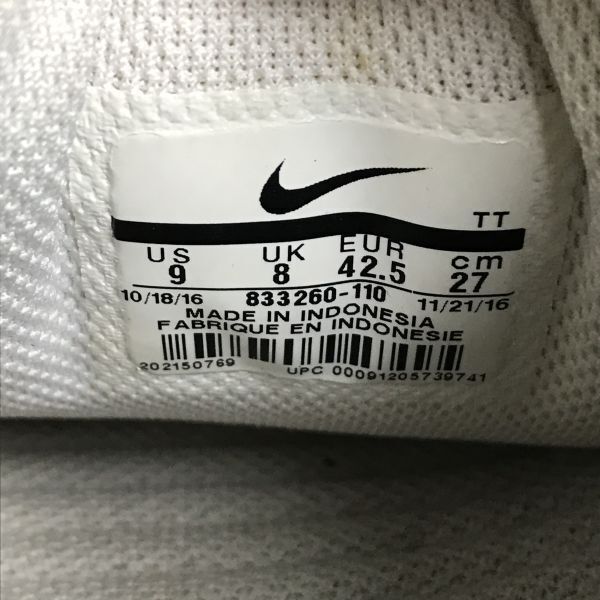 TT
US UK EUR cm
9 8 42.5 27
10/18/16 833260-110 11/21/16
MADE IN INDONESIA
FABRIQUE EN INDONESIE
202150769 UPC 00091205739741